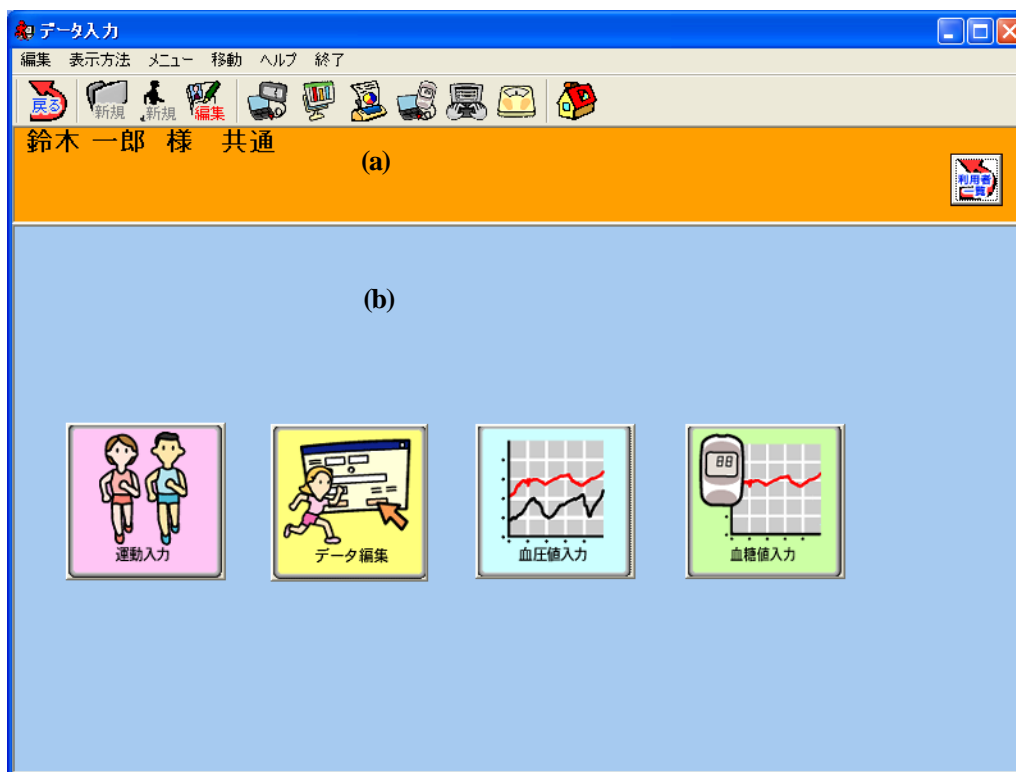 データ入力
編集 表示方法 メニュー 移動 ヘルプ 終了
戻る 新規 新規 編集
鈴木 一郎 様 共通
(a)
利用者
一覧
(b)
運動入力 データ編集 血圧値入力 88 血糖値入力